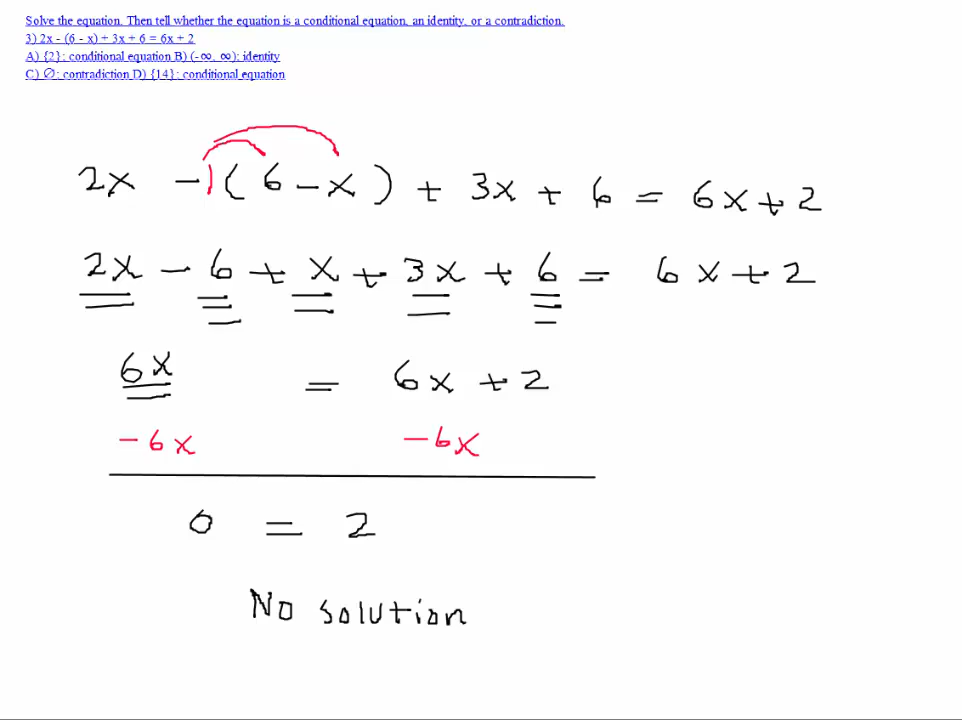 Solve the equation. Then tell whether the equation is a conditional equation, an identity, or a contradiction.
3) 2x - (6 - x) + 3x + 6 = 6x + 2
A) {2}; conditional equation B) (-∞, ∞); identity
C) ∅; contradiction D) {14}; conditional equation
2x - 1(6 - x) + 3x + 6 = 6x + 2
2x - 6 + x + 3x + 6 = 6x + 2
6x = 6x + 2
-6x -6x
0 = 2
No solution